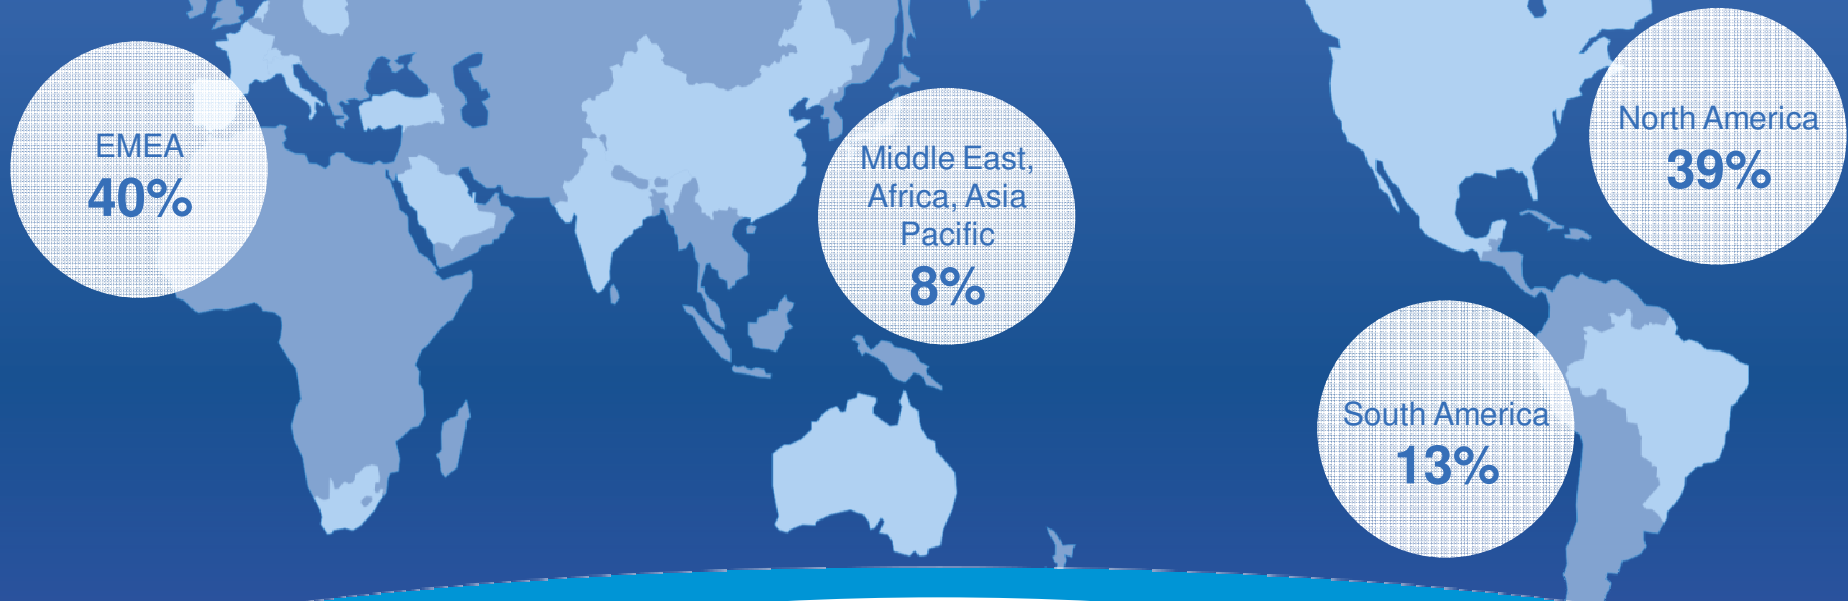 EMEA
40%
Middle East,
Africa, Asia
Pacific
8%
North America
39%
South America
13%